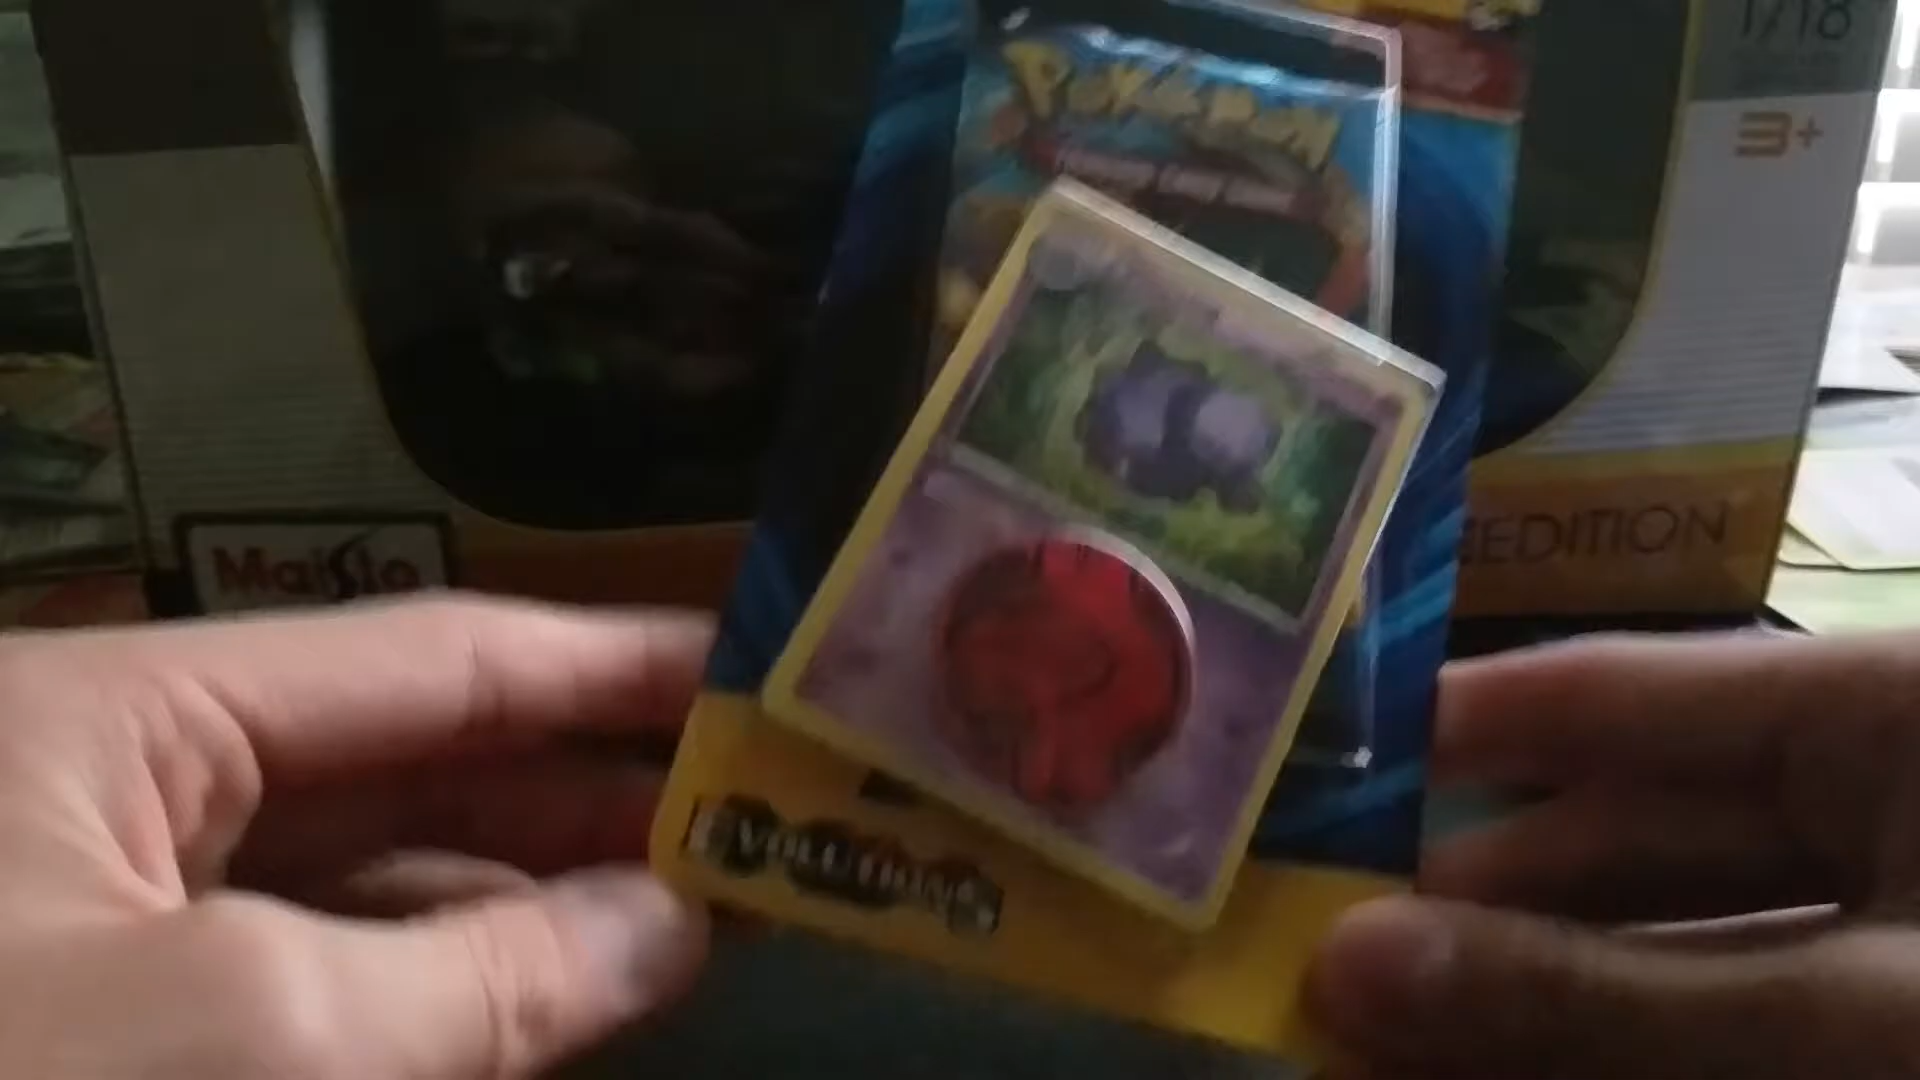 1/18
3+
Pokémon
Trading Card Game
Maisto
EDITION
EVOLUTIONS